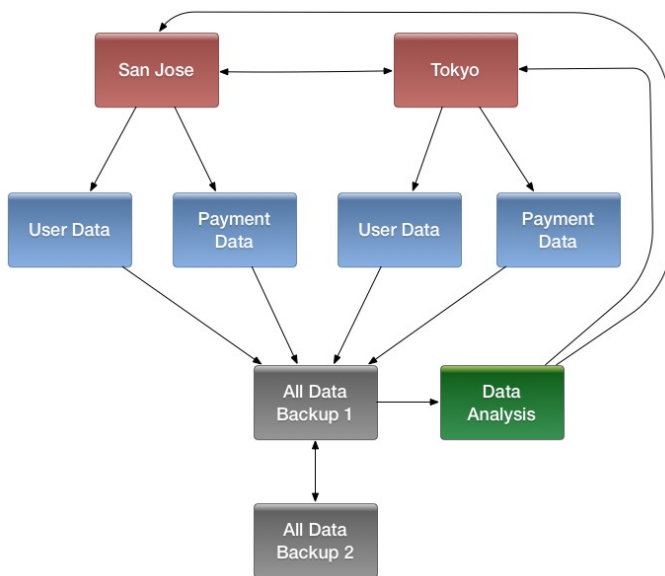 San Jose
Tokyo
User Data
Payment
Data
User Data
Payment
Data
All Data
Backup 1
Data
Analysis
All Data
Backup 2